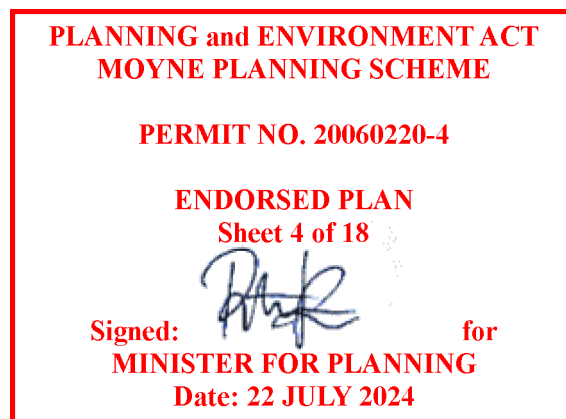 PLANNING and ENVIRONMENT ACT
MOYNE PLANNING SCHEME
PERMIT NO. 20060220-4
ENDORSED PLAN
Sheet 4 of 18
Signed: for
MINISTER FOR PLANNING
Date: 22 JULY 2024